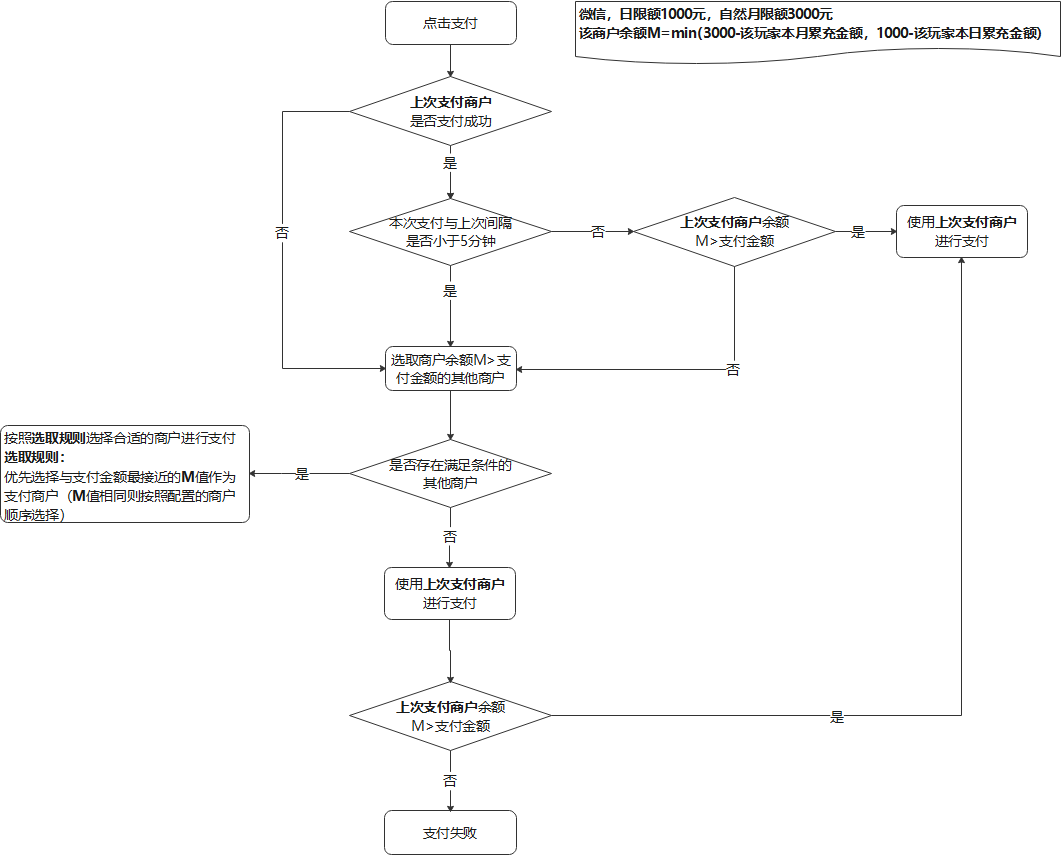 点击支付
微信，日限额1000元，自然月限额3000元
该商户余额M=min(3000-该玩家本月累充金额，1000-该玩家本日累充金额)
上次支付商户
是否支付成功
是
否
本次支付与上次间隔
是否小于5分钟
否
上次支付商户余额
M>支付金额
是
使用上次支付商户
进行支付
是
否
选取商户余额M>支
付金额的其他商户
按照选取规则选择合适的商户进行支付
选取规则：
优先选择与支付金额最接近的M值作为
支付商户（M值相同则按照配置的商户
顺序选择）
是
是否存在满足条件的
其他商户
否
使用上次支付商户
进行支付
上次支付商户余额
M>支付金额
是
否
支付失败